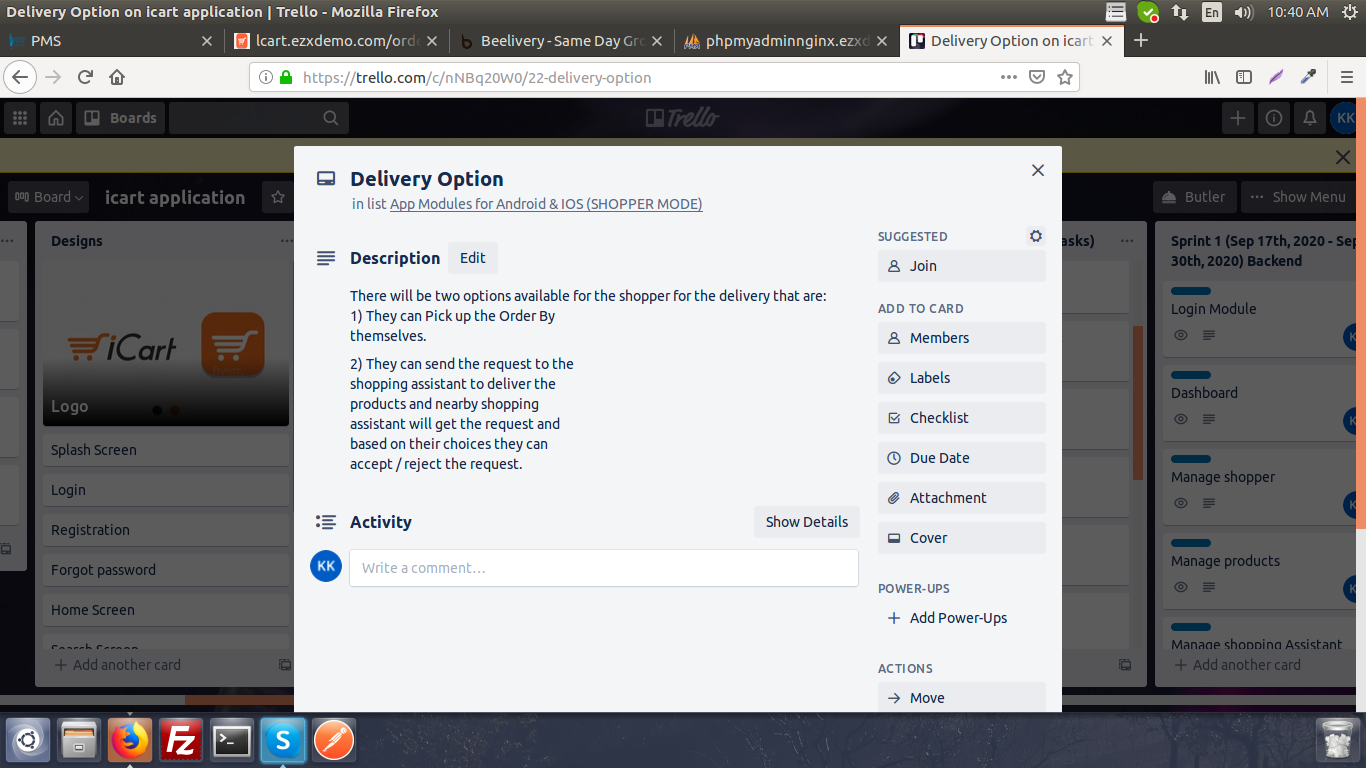 Delivery Option on icart application | Trello - Mozilla Firefox
En
10:40 AM
PMS
lcart.ezxdemo.com/orde
Beelivery - Same Day Gro
phpmyadminnginx.ezxd
Delivery Option on icart
https://trello.com/c/nNBq20W0/22-delivery-option
Boards
Trello
KK
Board
icart application
Butler
Show Menu
Designs
iCart
Logo
Splash Screen
Login
Registration
Forgot password
Home Screen
Search Screen
Add another card
Delivery Option
in list App Modules for Android & IOS (SHOPPER MODE)
Description
Edit
There will be two options available for the shopper for the delivery that are:
1) They can Pick up the Order By
themselves.
2) They can send the request to the
shopping assistant to deliver the
products and nearby shopping
assistant will get the request and
based on their choices they can
accept / reject the request.
Activity
Show Details
KK
Write a comment…
SUGGESTED
Join
ADD TO CARD
Members
Labels
Checklist
Due Date
Attachment
Cover
POWER-UPS
Add Power-Ups
ACTIONS
Move
asks)
Sprint 1 (Sep 17th, 2020 - Sep
30th, 2020) Backend
Login Module
Dashboard
Manage shopper
Manage products
Manage shopping Assistant
Add another card